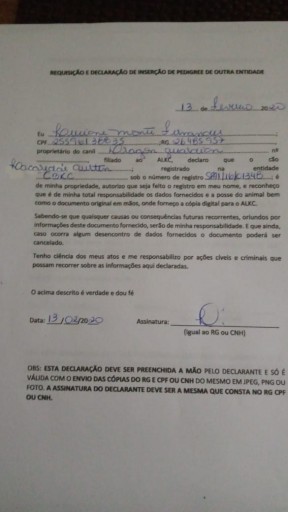 REQUISIÇÃO E DECLARAÇÃO DE INSERÇÃO DE PEDIGREE DE OUTRA ENTIDADE
13 de fevereiro 2020
Eu
CPF RG
proprietário do canil guardian nº
filiado ao ALKC declaro que o cão
registrado na entidade
sob o número de registro é
de minha propriedade, autorizo que seja feito o registro em meu nome, e reconheço
que é de minha total responsabilidade os dados fornecidos e a posse do animal bem
como o documento original em mãos, onde forneço a cópia digital para o ALKC.
Sabendo-se que quaisquer causas ou consequências futuras recorrentes, oriundos por
informações deste documento fornecido, serão de minha responsabilidade. E que ainda,
caso ocorra algum desencontro de dados fornecidos o documento poderá ser
cancelado.
Tenho ciência dos meus atos e me responsabilizo por ações cíveis e criminais que
possam recorrer sobre as informações aqui declaradas.
O acima descrito é verdade e dou fé
Data: 13/02/2020 Assinatura:
(igual ao RG ou CNH)
OBS: ESTA DECLARAÇÃO DEVE SER PREENCHIDA A MÃO PELO DECLARANTE E SÓ É
VÁLIDA COM O ENVIO DAS CÓPIAS DO RG E CPF OU CNH DO MESMO EM JPEG, PNG OU
FOTO. A ASSINATURA DO DECLARANTE DEVE SER A MESMA QUE CONSTA NO RG CPF
OU CNH.